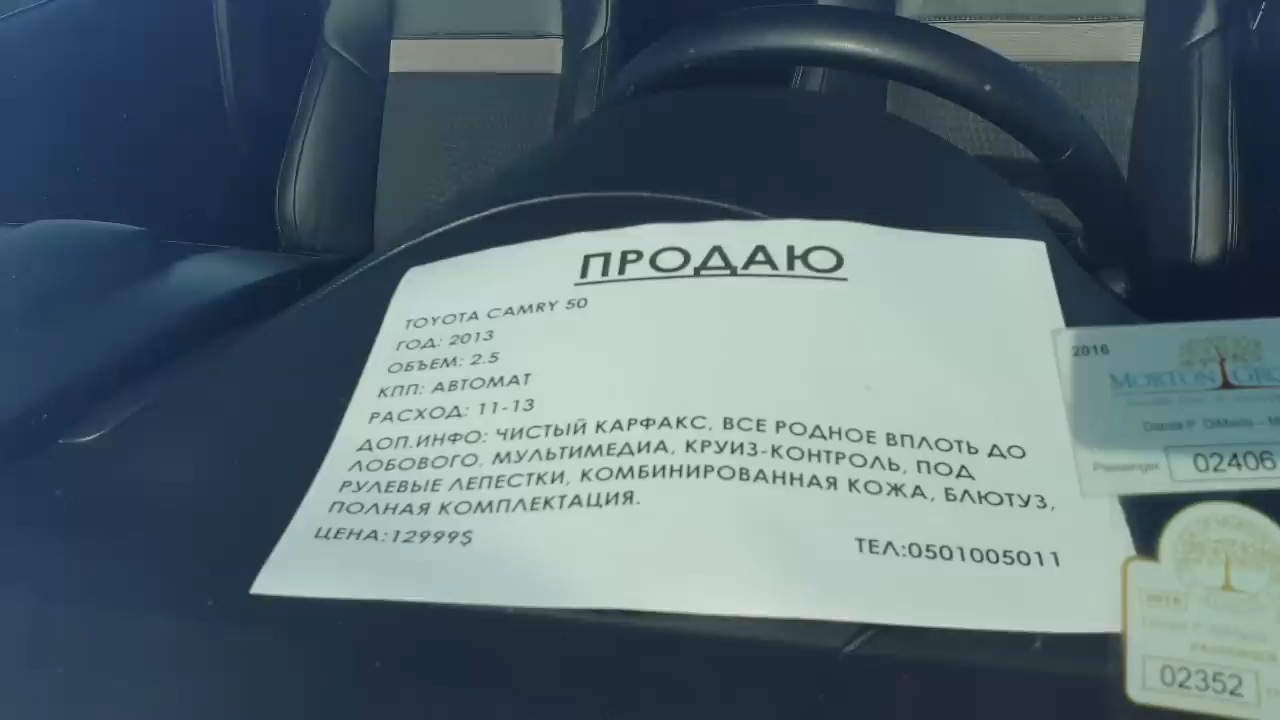 ПРОДАЮ
TOYOTA CAMRY 50
ГОД: 2013
ОБЪЕМ: 2.5
КПП: АВТОМАТ
РАСХОД: 11-13
ДОП.ИНФО: ЧИСТЫЙ КАРФАКС, ВСЕ РОДНОЕ ВПЛОТЬ ДО
ЛОБОВОГО, МУЛЬТИМЕДИА, КРУИЗ-КОНТРОЛЬ, ПОД
РУЛЕВЫЕ ЛЕПЕСТКИ, КОМБИНИРОВАННАЯ КОЖА, БЛЮТУЗ,
ПОЛНАЯ КОМПЛЕКТАЦИЯ.
ЦЕНА:12999$
ТЕЛ:0501005011
2016
MORTON
Passenger 02406
02352